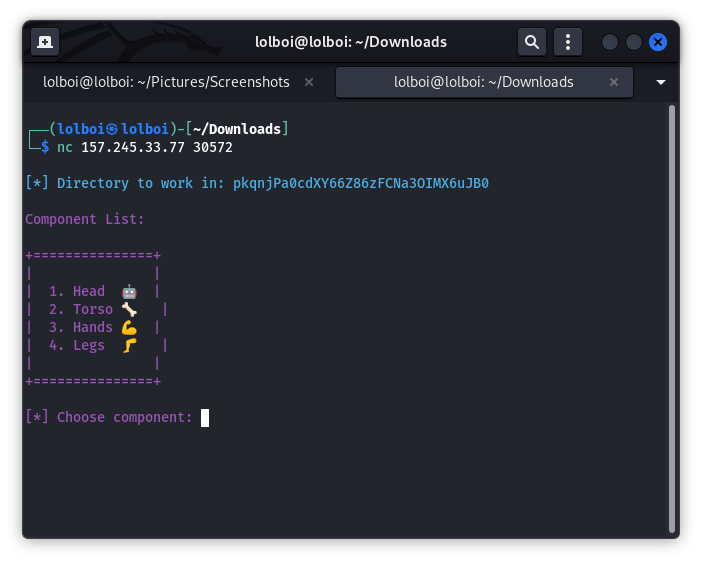 lolboi@lolboi: ~/Downloads
lolboi@lolboi: ~/Pictures/Screenshots × lolboi@lolboi: ~/Downloads ×
┌──(lolboi㉿lolboi)-[~/Downloads]
└─$ nc 157.245.33.77 30572
[*] Directory to work in: pkqnjPa0cdXY66Z86zFCNa3OIMX6uJB0
Component List:
+===============+
|               |
|  1. Head  🤖  |
|  2. Torso 🦴   |
|  3. Hands 💪  |
|  4. Legs  🦵   |
|               |
+===============+
[*] Choose component: